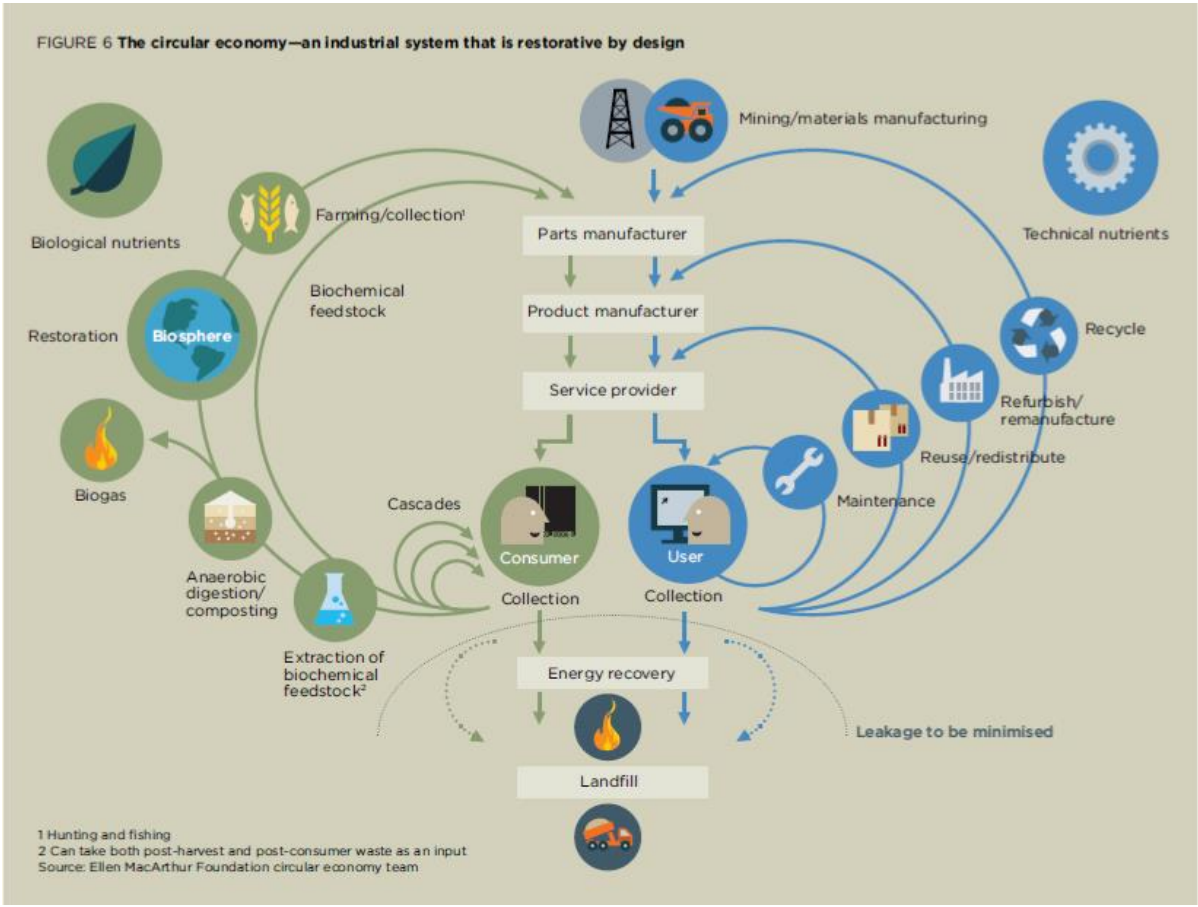 FIGURE 6 The circular economy—an industrial system that is restorative by design
Mining/materials manufacturing
Biological nutrients
Technical nutrients
Farming/collection¹
Parts manufacturer
Biochemical
feedstock
Product manufacturer
Restoration
Biosphere
Recycle
Service provider
Refurbish/
remanufacture
Reuse/redistribute
Biogas
Cascades
Maintenance
Consumer
User
Collection
Collection
Anaerobic
digestion/
composting
Extraction of
biochemical
feedstock²
Energy recovery
Leakage to be minimised
Landfill
1 Hunting and fishing
2 Can take both post-harvest and post-consumer waste as an input
Source: Ellen MacArthur Foundation circular economy team